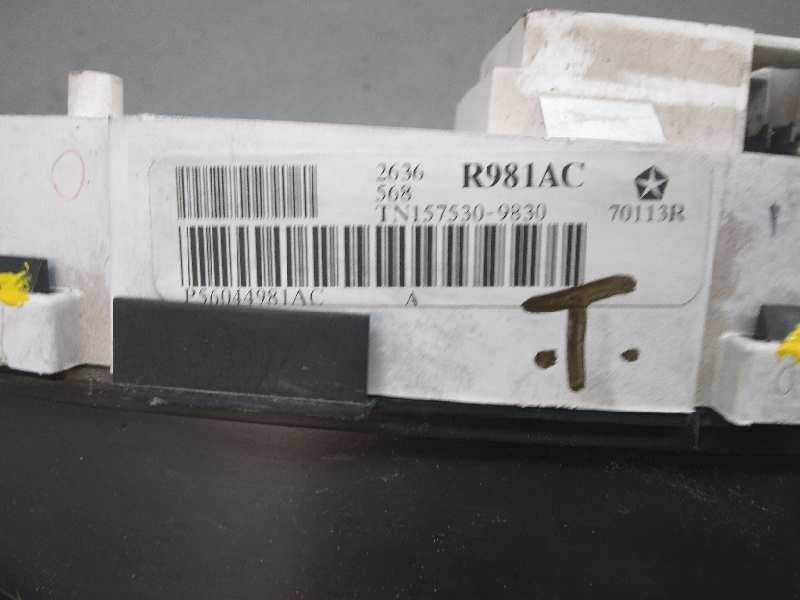 2636 R981AC
568
TN157530-9830 70113R
P56044981AC A
.T.